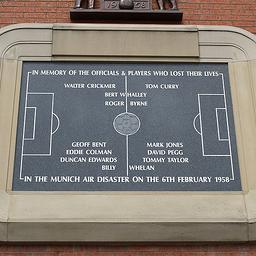 IN MEMORY OF THE OFFICIALS & PLAYERS WHO LOST THEIR LIVES
WALTER CRICKMER TOM CURRY
BERT WHALLEY
ROGER BYRNE
GEOFF BENT MARK JONES
EDDIE COLMAN DAVID PEGG
DUNCAN EDWARDS TOMMY TAYLOR
BILLY WHELAN
IN THE MUNICH AIR DISASTER ON THE 6TH FEBRUARY 1958